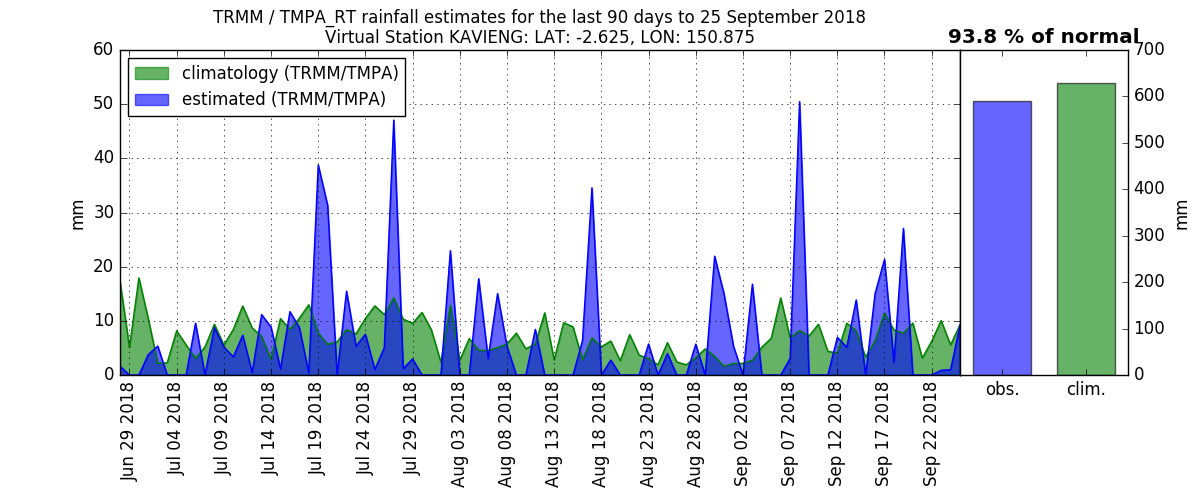 TRMM / TMPA_RT rainfall estimates for the last 90 days to 25 September 2018
Virtual Station KAVIENG: LAT: -2.625, LON: 150.875
93.8 % of normal
climatology (TRMM/TMPA)
estimated (TRMM/TMPA)
60
50
40
30
20
10
0
mm
700
600
500
400
300
200
100
0
mm
Jun 29 2018
Jul 04 2018
Jul 09 2018
Jul 14 2018
Jul 19 2018
Jul 24 2018
Jul 29 2018
Aug 03 2018
Aug 08 2018
Aug 13 2018
Aug 18 2018
Aug 23 2018
Aug 28 2018
Sep 02 2018
Sep 07 2018
Sep 12 2018
Sep 17 2018
Sep 22 2018
obs.
clim.